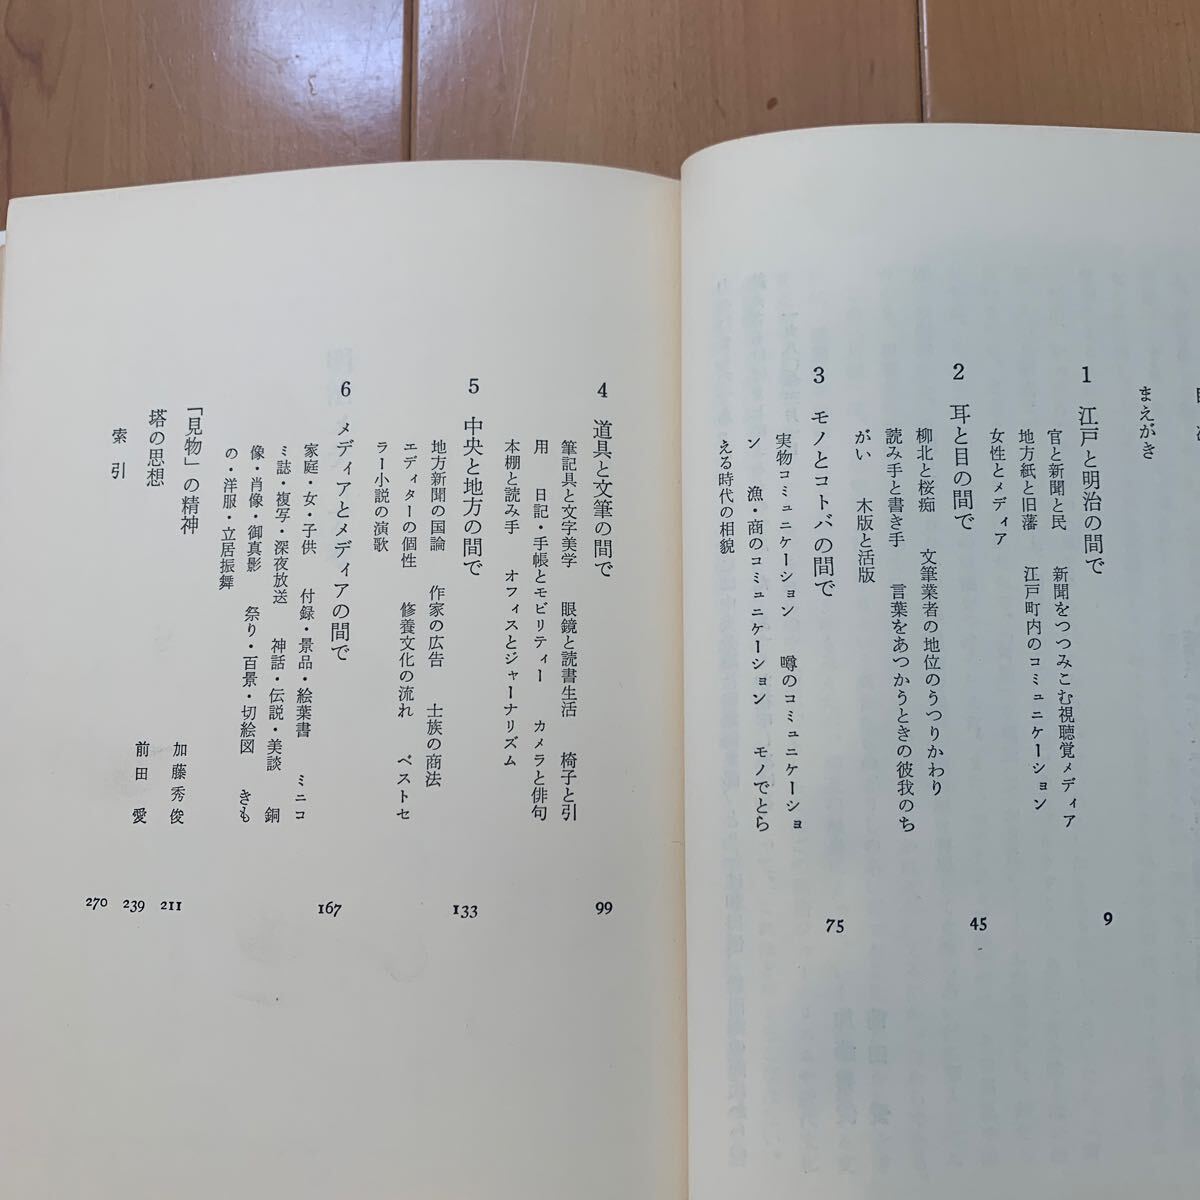 まえがき
1 江戸と明治の間で 9
官と新聞と民 新聞をつつみこむ視聴覚メディア
地方紙と旧藩 江戸町内のコミュニケーション
女性とメディア
2 耳と目の間で 45
柳北と桜痴 文筆業者の地位のうつりかわり
読み手と書き手 言葉をあつかうときの彼我のち
がい 木版と活版
3 モノとコトバの間で 75
実物コミュニケーション 噂のコミュニケーショ
ン 漁・商のコミュニケーション モノでとら
える時代の相貌
4 道具と文筆の間で 99
筆記具と文字美学 眼鏡と読書生活 椅子と引
用 日記・手帳とモビリティー カメラと俳句
本棚と読み手 オフィスとジャーナリズム
5 中央と地方の間で 133
地方新聞の国論 作家の広告 士族の商法
エディターの個性 修養文化の流れ ベストセ
ラー小説の演歌
6 メディアとメディアの間で 167
家庭・女・子供 付録・景品・絵葉書 ミニコ
ミ誌・複写・深夜放送 神話・伝説・美談 銅
像・肖像・御真影 祭り・百景・切絵図 きも
の・洋服・立居振舞
「見物」の精神 加藤秀俊 211
塔の思想 前田愛 239
索引 270